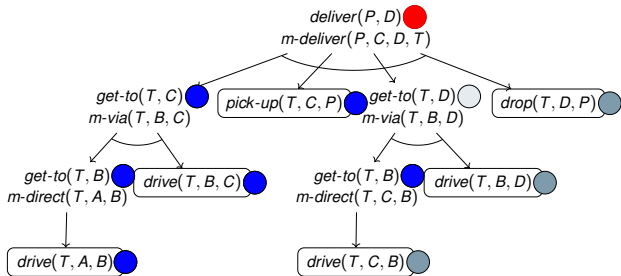 deliver(P, D)
m-deliver(P, C, D, T)
get-to(T, C)
m-via(T, B, C)
pick-up(T, C, P)
get-to(T, D)
m-via(T, B, D)
drop(T, D, P)
get-to(T, B)
m-direct(T, A, B)
drive(T, B, C)
get-to(T, B)
m-direct(T, C, B)
drive(T, B, D)
drive(T, A, B)
drive(T, C, B)